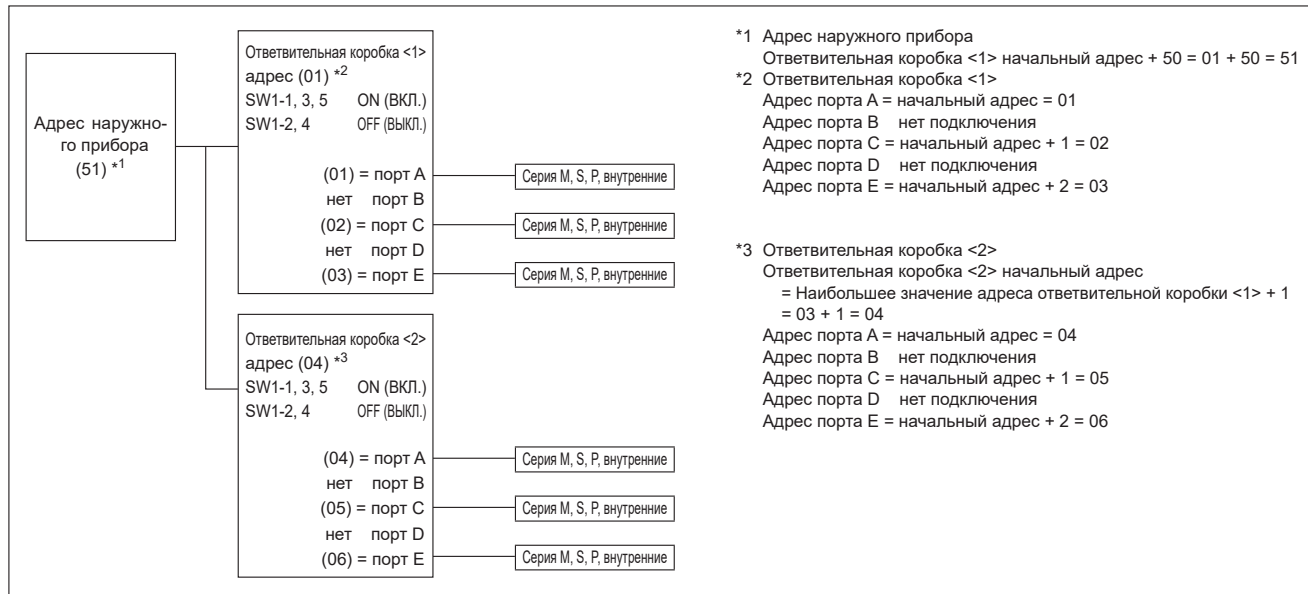 Адрес наружно-
го прибора
(51) *1
Ответвительная коробка <1>
адрес (01) *2
SW1-1, 3, 5 ON (ВКЛ.)
SW1-2, 4 OFF (ВЫКЛ.)
(01) = порт A
нет порт B
(02) = порт C
нет порт D
(03) = порт E
Серия M, S, P, внутренние
Серия M, S, P, внутренние
Серия M, S, P, внутренние
Ответвительная коробка <2>
адрес (04) *3
SW1-1, 3, 5 ON (ВКЛ.)
SW1-2, 4 OFF (ВЫКЛ.)
(04) = порт A
нет порт B
(05) = порт C
нет порт D
(06) = порт E
Серия M, S, P, внутренние
Серия M, S, P, внутренние
Серия M, S, P, внутренние
*1 Адрес наружного прибора
Ответвительная коробка <1> начальный адрес + 50 = 01 + 50 = 51
*2 Ответвительная коробка <1>
Адрес порта A = начальный адрес = 01
Адрес порта B нет подключения
Адрес порта C = начальный адрес + 1 = 02
Адрес порта D нет подключения
Адрес порта E = начальный адрес + 2 = 03
*3 Ответвительная коробка <2>
Ответвительная коробка <2> начальный адрес
= Наибольшее значение адреса ответвительной коробки <1> + 1
= 03 + 1 = 04
Адрес порта A = начальный адрес = 04
Адрес порта B нет подключения
Адрес порта C = начальный адрес + 1 = 05
Адрес порта D нет подключения
Адрес порта E = начальный адрес + 2 = 06